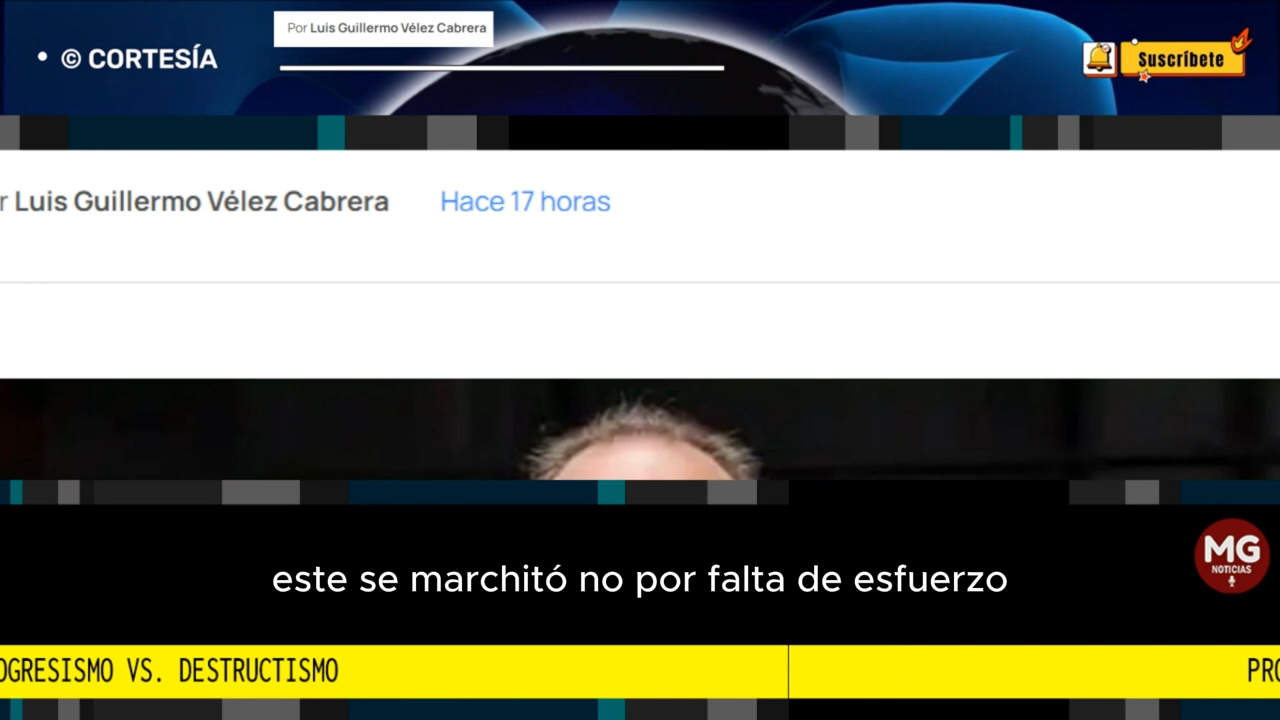 Por Luis Guillermo Vélez Cabrera
• © CORTESÍA
Suscríbete
r Luis Guillermo Vélez Cabrera Hace 17 horas
este se marchitó no por falta de esfuerzo
MG
NOTICIAS
OGRESISMO VS. DESTRUCTISMO PRO